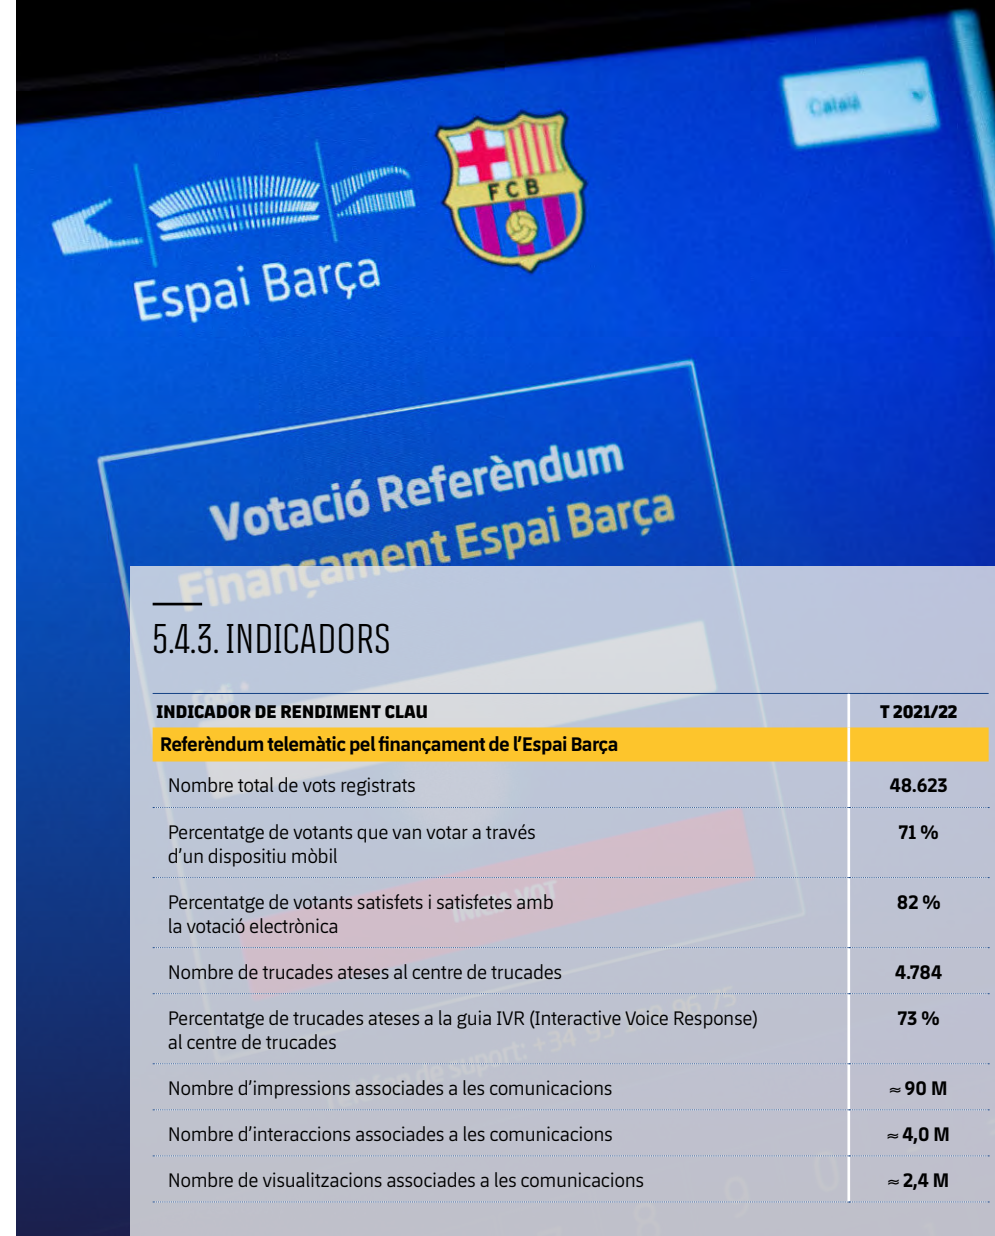 Català
FCB
Espai Barça
Votació Referèndum
Finançament Espai Barça
5.4.3. INDICADORS
INDICADOR DE RENDIMENT CLAU T 2021/22
Referèndum telemàtic pel finançament de l’Espai Barça
Nombre total de vots registrats 48.623
Percentatge de votants que van votar a través 71 %
d’un dispositiu mòbil
Percentatge de votants satisfets i satisfetes amb 82 %
la votació electrònica
Nombre de trucades ateses al centre de trucades 4.784
Percentatge de trucades ateses a la guia IVR (Interactive Voice Response) 73 %
al centre de trucades
Nombre d’impressions associades a les comunicacions ≈ 90 M
Nombre d’interaccions associades a les comunicacions ≈ 4,0 M
Nombre de visualitzacions associades a les comunicacions ≈ 2,4 M